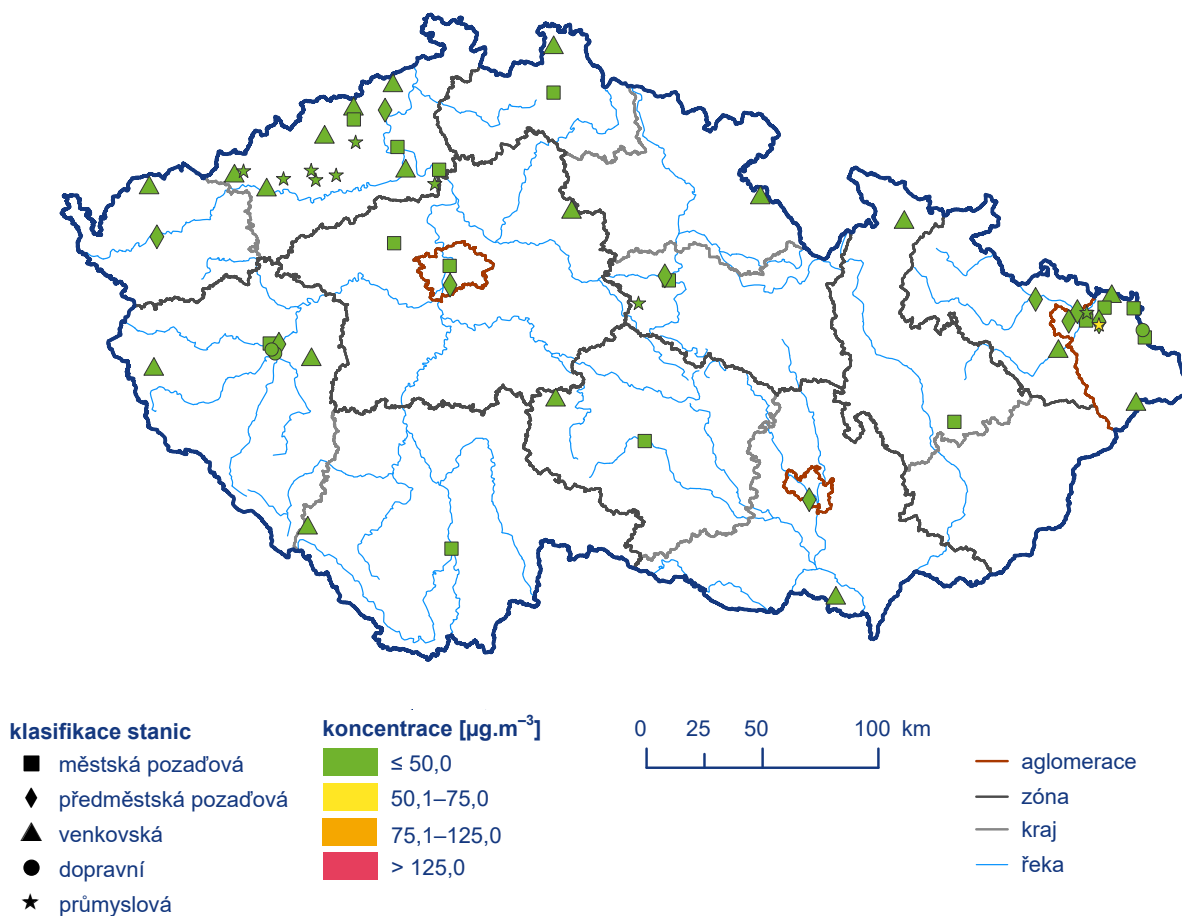 klasifikace stanic
městská pozaďová
předměstská pozaďová
venkovská
dopravní
průmyslová
koncentrace [µg.m⁻³]
≤ 50,0
50,1–75,0
75,1–125,0
> 125,0
0 25 50 100 km
aglomerace
zóna
kraj
řeka